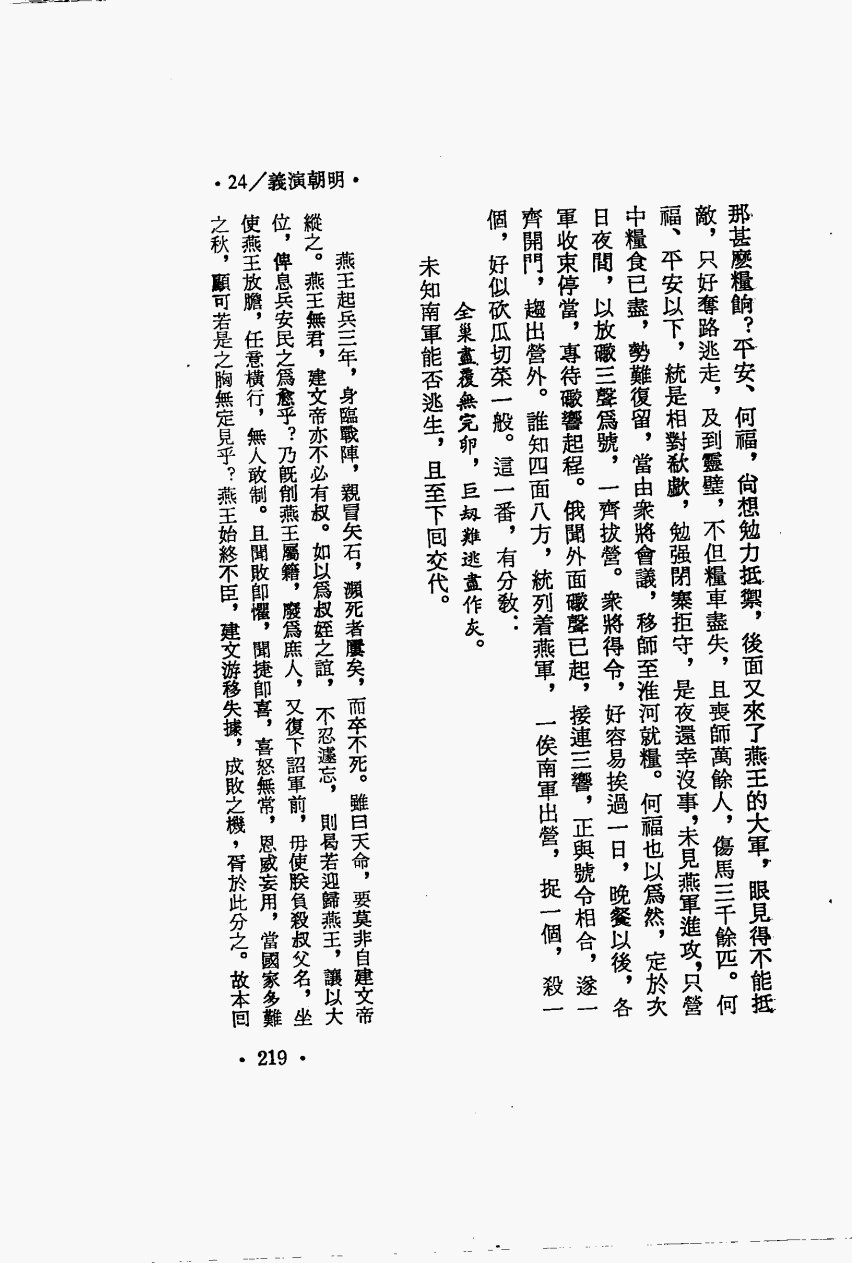 那甚麼糧餉？平安、何福，尙想勉力抵禦，後面又來了燕王的大軍，眼見得不能抵
敵，只好奪路逃走，及到靈璧，不但糧車盡失，且喪師萬餘人，傷馬三千餘匹。何
福、平安以下，統是相對欷歔，勉强閉寨拒守，是夜還幸沒事，未見燕軍進攻，只營
中糧食已盡，勢難復留，當由衆將會議，移師至淮河就糧。何福也以爲然，定於次
日夜間，以放礮三聲爲號，一齊拔營。衆將得令，好容易挨過一日，晚餐以後，各
軍收束停當，專待礮響起程。俄聞外面礮聲已起，接連三響，正與號令相合，遂一
齊開門，趨出營外。誰知四面八方，統列着燕軍，一俟南軍出營，捉一個，殺一
個，好似砍瓜切菜一般。這一番，有分敎：
全巢盡覆無完卵，巨刼難逃盡作灰。
未知南軍能否逃生，且至下回交代。
燕王起兵三年，身臨戰陣，親冒矢石，瀕死者屢矣，而卒不死。雖曰天命，要莫非自建文帝
縱之。燕王無君，建文帝亦不必有叔。如以爲叔姪之誼，不忍遽忘，則曷若迎歸燕王，讓以大
位，俾息兵安民之爲愈乎？乃旣削燕王屬籍，廢爲庶人，又復下詔軍前，毋使朕負殺叔父名，坐
使燕王放膽，任意橫行，無人敢制。且聞敗卽懼，聞捷卽喜，喜怒無常，恩威妄用，當國家多難
之秋，顧可若是之胸無定見乎？燕王始終不臣，建文游移失據，成敗之機，胥於此分之。故本回
•24／義演朝明•
• 219 •